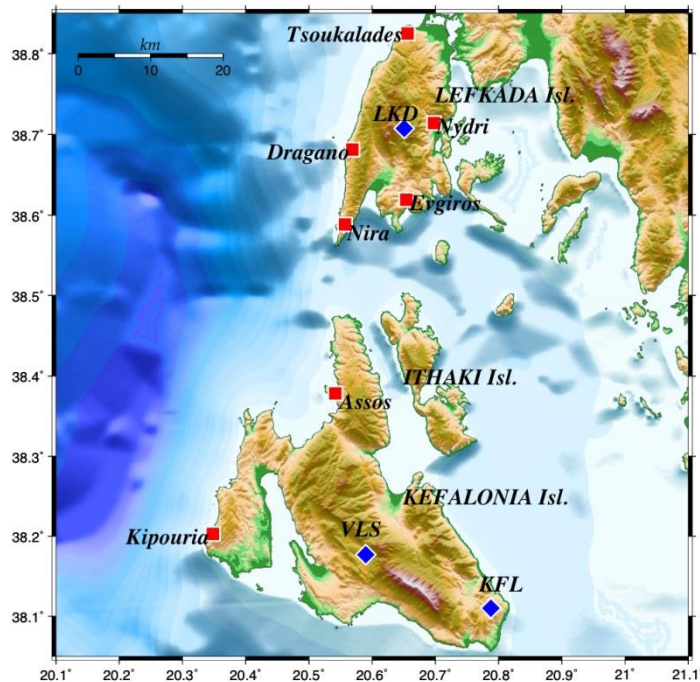 Tsoukalades
38.8°
km
0 10 20
LEFKADA Isl.
LKD
Nydri
38.7°
Dragano
38.6°
Evgiros
Nira
38.5°
38.4°
ITHAKI Isl.
Assos
38.3°
KEFALONIA Isl.
38.2°
VLS
Kipouria
KFL
38.1°
20.1° 20.2° 20.3° 20.4° 20.5° 20.6° 20.7° 20.8° 20.9° 21° 21.1°